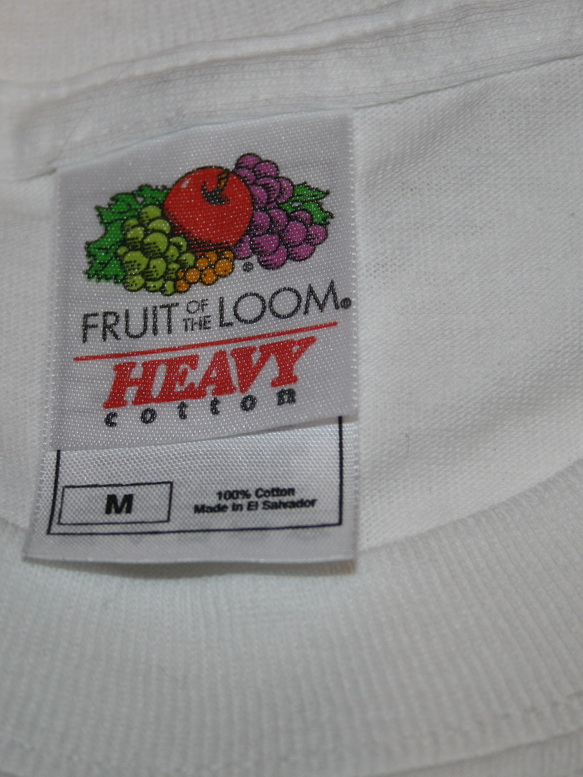 FRUIT OF THE LOOM®
HEAVY
cotton
M
100% Cotton
Made in El Salvador